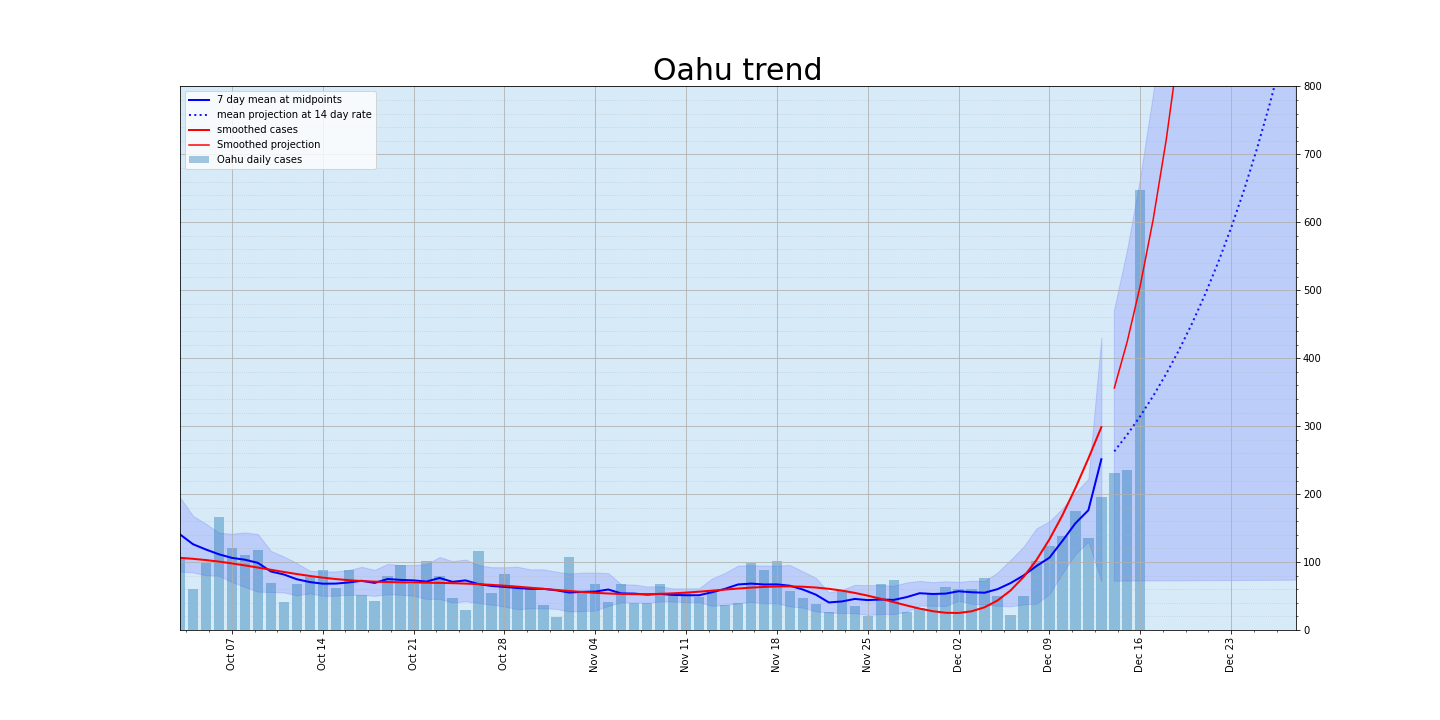 Oahu trend
7 day mean at midpoints
mean projection at 14 day rate
smoothed cases
Smoothed projection
Oahu daily cases
800
700
600
500
400
300
200
100
0
Oct 07
Oct 14
Oct 21
Oct 28
Nov 04
Nov 11
Nov 18
Nov 25
Dec 02
Dec 09
Dec 16
Dec 23